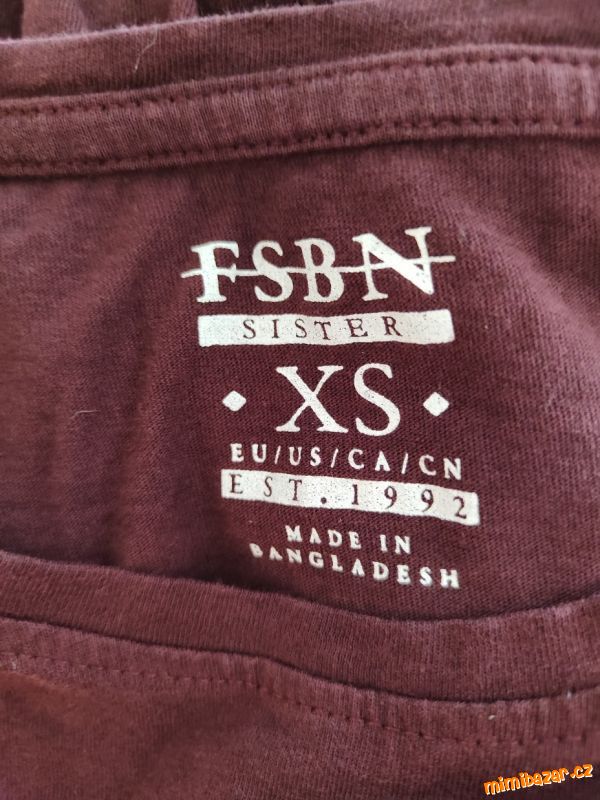 FSBN
SISTER
XS
EU/US/CA/CN
EST.1992
MADE IN
BANGLADESH
mimibazar.cz